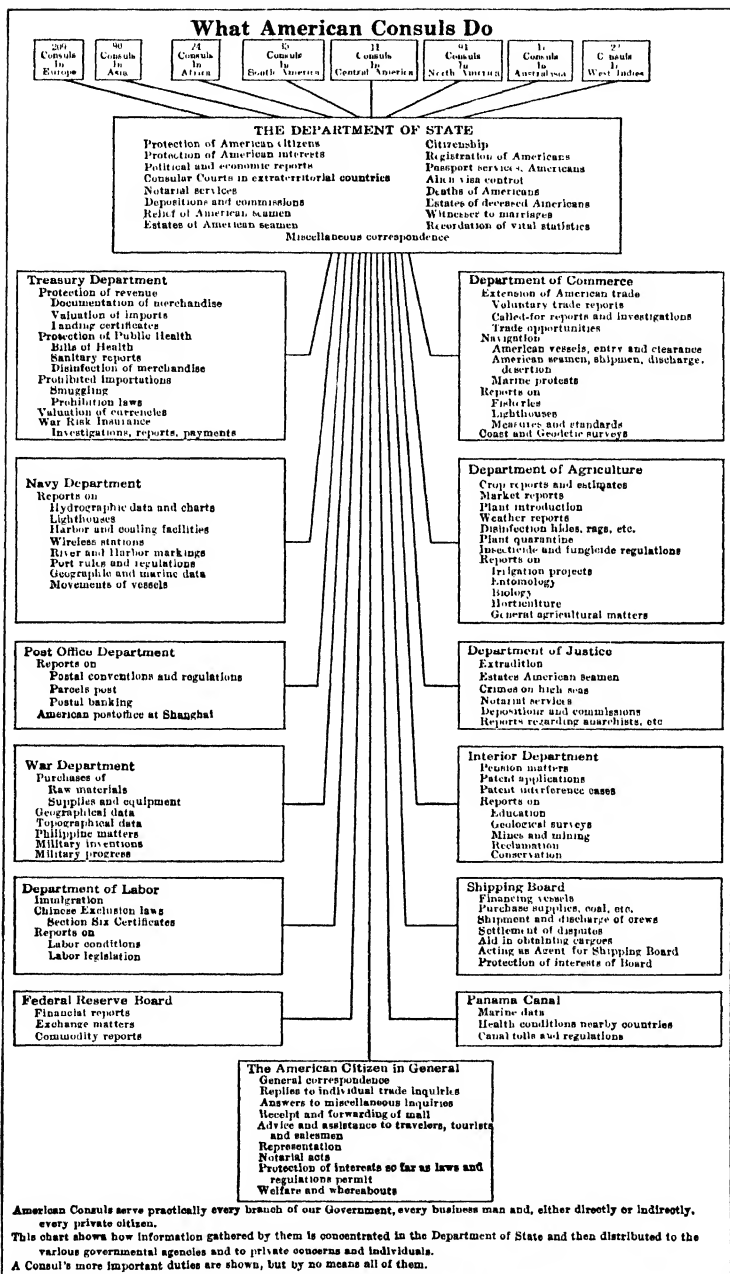 What American Consuls Do
209
Consuls
In
Europe
90
Consuls
In
Asia
24
Consuls
In
Africa
Consuls
In
South America
Consuls
In
Central America
Consuls
In
North America
Consuls
In
Australasia
Consuls
In
West Indies
THE DEPARTMENT OF STATE
Protection of American citizens
Protection of American interests
Political and economic reports
Consular Courts in extraterritorial countries
Notarial services
Depositions and commissions
Relief of American seamen
Estates of American seamen
Citizenship
Registration of Americans
Passport services, Americans
Alien visa control
Deaths of Americans
Estates of deceased Americans
Witnesses to marriages
Recordation of vital statistics
Miscellaneous correspondence
Treasury Department
Protection of revenue
Documentation of merchandise
Valuation of imports
Landing certificates
Protection of Public Health
Bills of Health
Sanitary reports
Disinfection of merchandise
Prohibited Importations
Smuggling
Prohibition laws
Valuation of currencies
War Risk Insurance
Investigations, reports, payments
Department of Commerce
Extension of American trade
Voluntary trade reports
Called-for reports and investigations
Trade opportunities
Navigation
American vessels, entry and clearance
American seamen, shipmen, discharge,
desertion
Marine protests
Reports on
Fisheries
Lighthouses
Measures and standards
Coast and Geodetic surveys
Navy Department
Reports on
Hydrographic data and charts
Lighthouses
Harbor and coaling facilities
Wireless stations
River and Harbor markings
Port rules and regulations
Geographic and marine data
Movements of vessels
Department of Agriculture
Crop reports and estimates
Market reports
Plant introduction
Weather reports
Disinfection hides, rags, etc.
Plant quarantine
Insecticide and fungicide regulations
Reports on
Irrigation projects
Entomology
Biology
Horticulture
General agricultural matters
Post Office Department
Reports on
Postal conventions and regulations
Parcels post
Postal banking
American postoffice at Shanghai
Department of Justice
Extradition
Estates American seamen
Crimes on high seas
Notarial services
Depositions and commissions
Reports regarding anarchists, etc
War Department
Purchases of
Raw materials
Supplies and equipment
Geographical data
Topographical data
Philippine matters
Military inventions
Military progress
Interior Department
Pension matters
Patent applications
Patent interference cases
Reports on
Education
Geological surveys
Mines and mining
Reclamation
Conservation
Department of Labor
Immigration
Chinese Exclusion laws
Section Six Certificates
Reports on
Labor conditions
Labor legislation
Shipping Board
Financing vessels
Purchase supplies, coal, etc.
Shipment and discharge of crews
Settlement of disputes
Aid in obtaining cargoes
Acting as Agent for Shipping Board
Protection of interests of Board
Federal Reserve Board
Financial reports
Exchange matters
Commodity reports
Panama Canal
Marine data
Health conditions nearby countries
Canal tolls and regulations
The American Citizen in General
General correspondence
Replies to individual trade inquiries
Answers to miscellaneous inquiries
Receipt and forwarding of mail
Advice and assistance to travelers, tourists
and salesmen
Representation
Notarial acts
Protection of interests so far as laws and
regulations permit
Welfare and whereabouts
American Consuls serve practically every branch of our Government, every business man and, either directly or indirectly,
every private citizen.
This chart shows how information gathered by them is concentrated in the Department of State and then distributed to the
various governmental agencies and to private concerns and individuals.
A Consul's more important duties are shown, but by no means all of them.